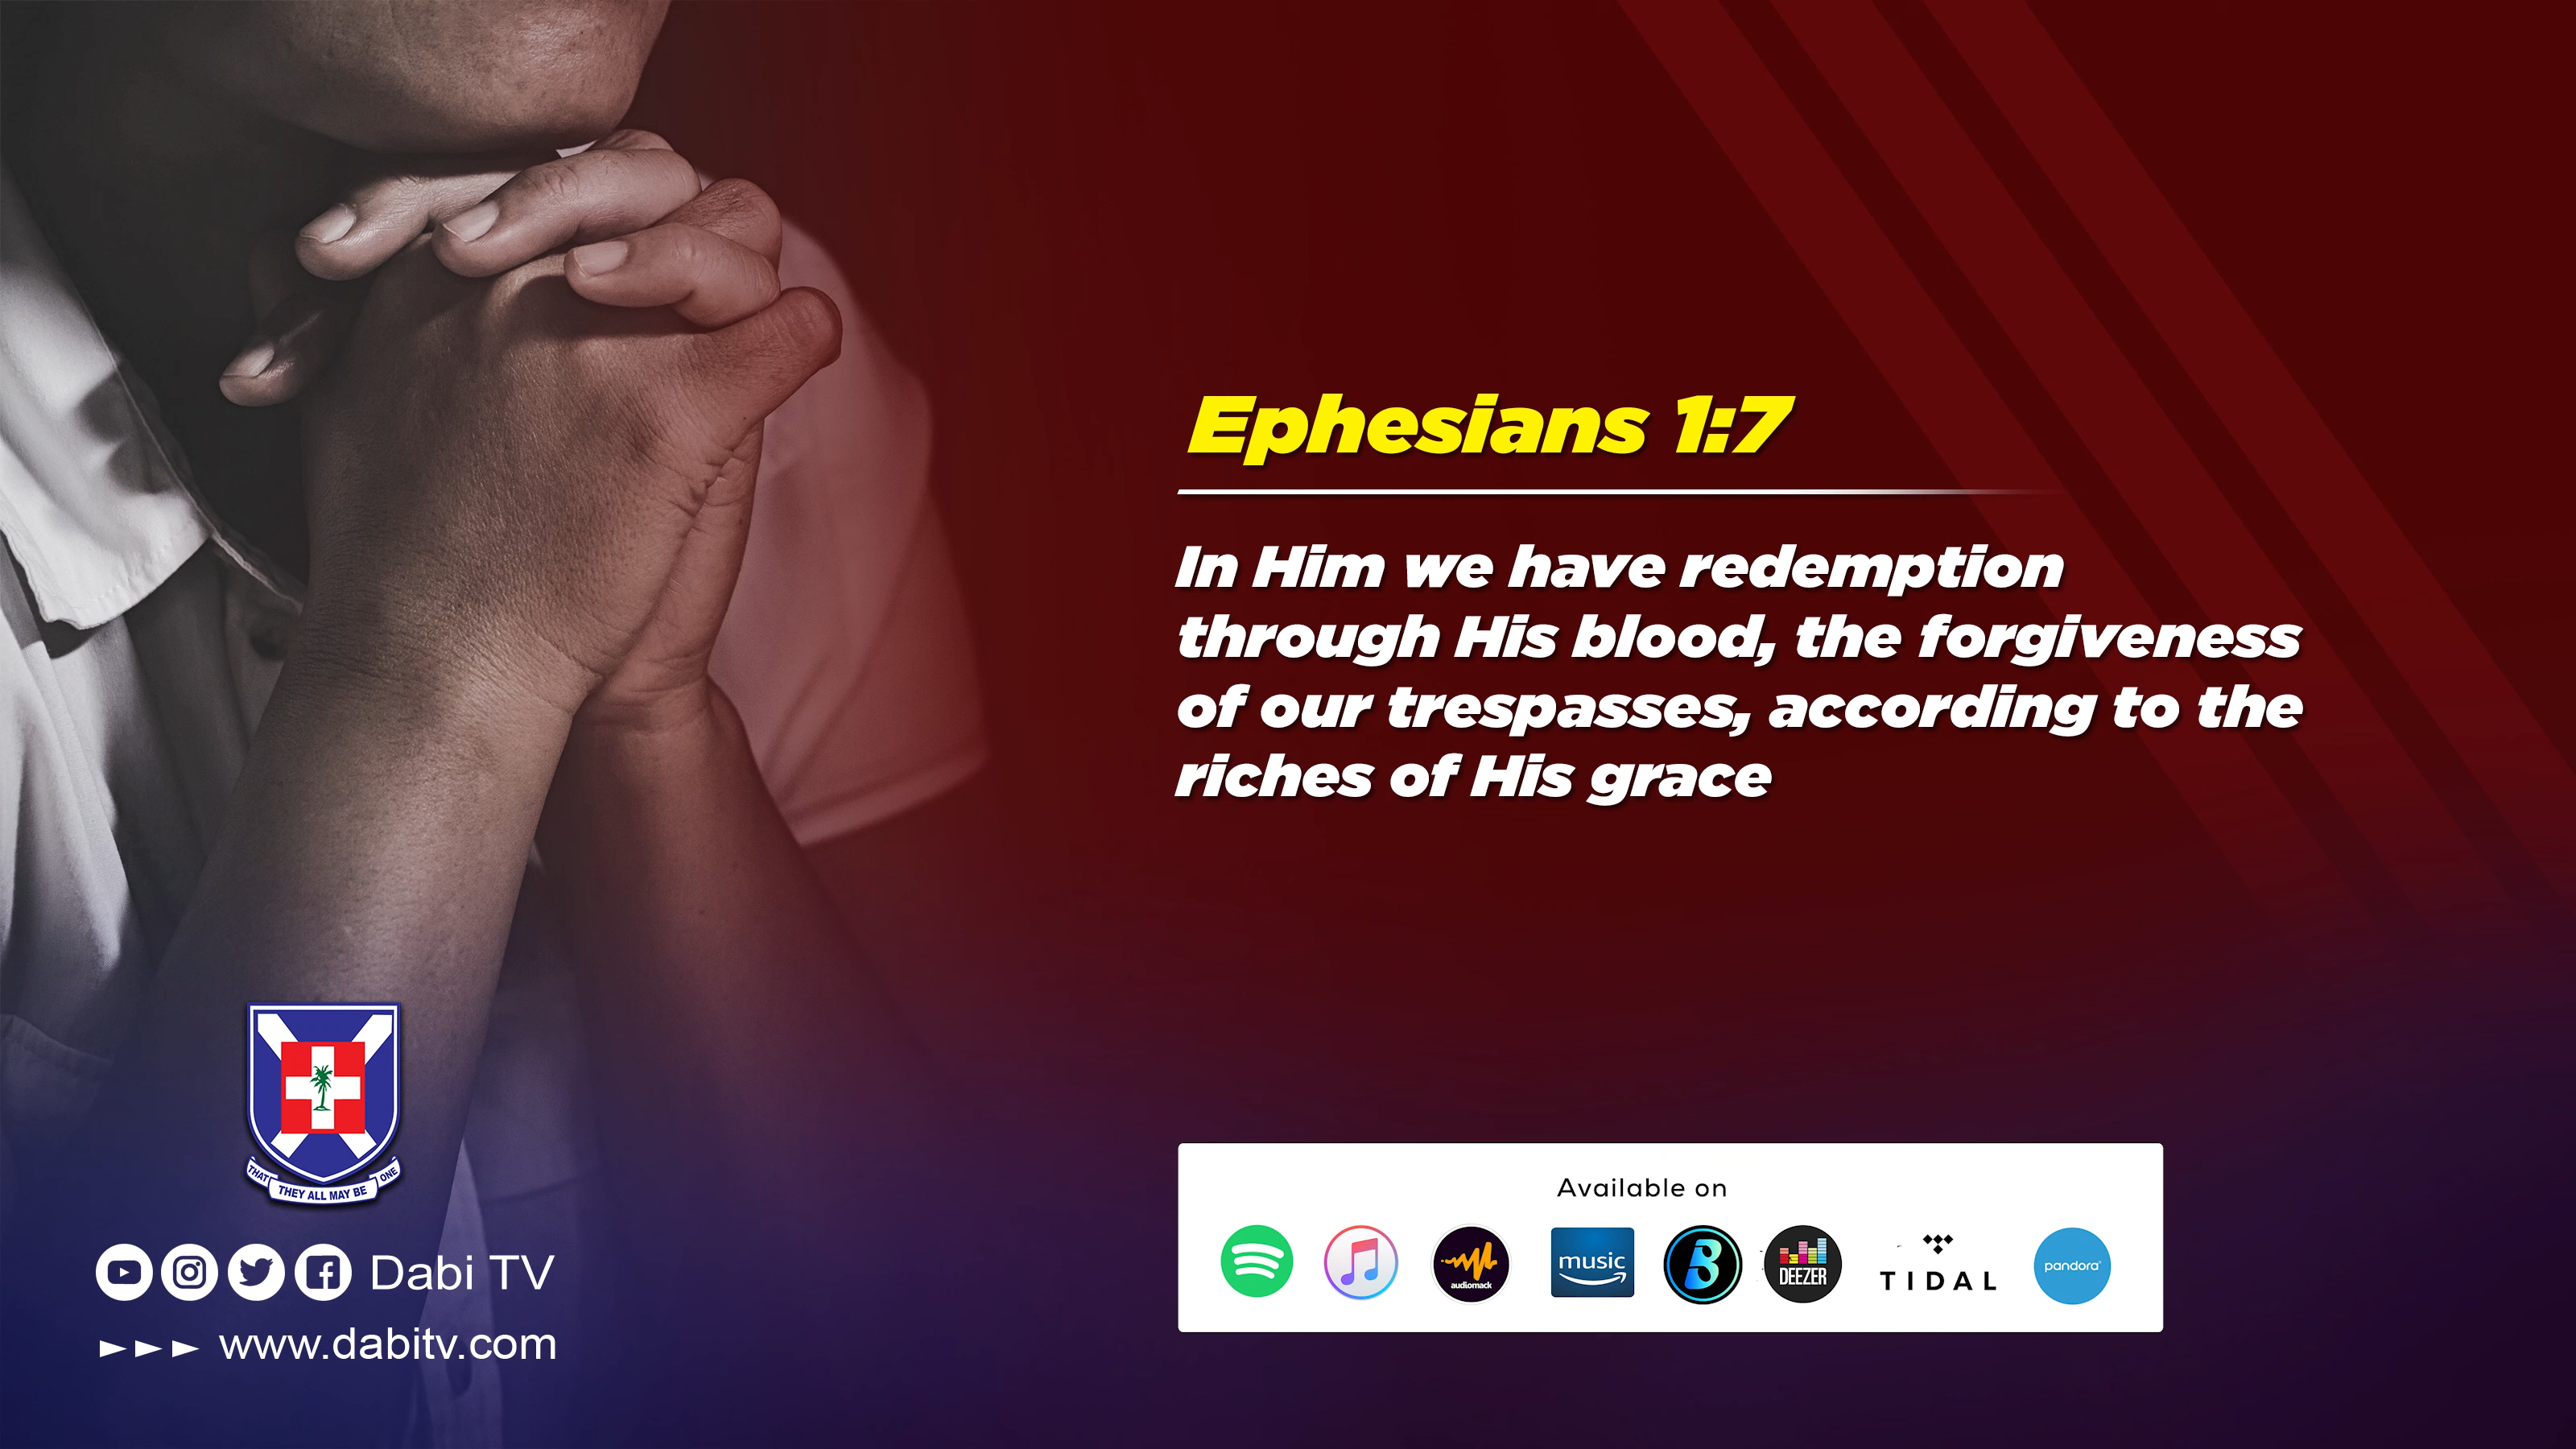 Ephesians 1:7
In Him we have redemption
through His blood, the forgiveness
of our trespasses, according to the
riches of His grace
THAT THEY ALL MAY BE ONE
Dabi TV
►►► www.dabitv.com
Available on
audiomack
music
B
DEEZER
TIDAL
pandora